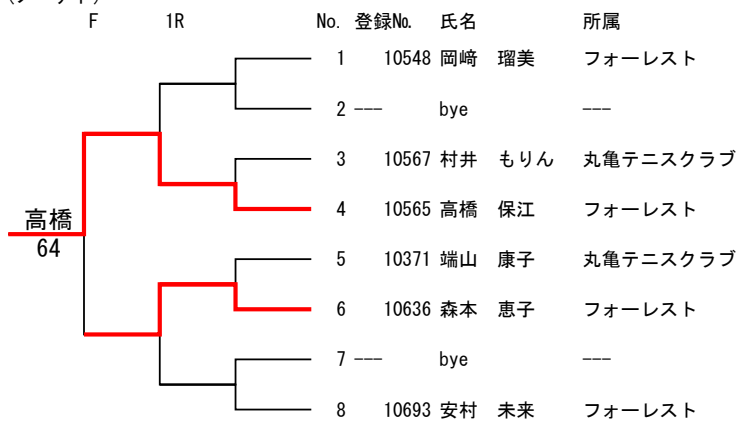 F 1R No. 登録No. 氏名 所属
1 10548 岡﨑 瑠美 フォーレスト
2 --- bye ---
3 10567 村井 もりん 丸亀テニスクラブ
4 10565 高橋 保江 フォーレスト
高橋
64
5 10371 端山 康子 丸亀テニスクラブ
6 10636 森本 恵子 フォーレスト
7 --- bye ---
8 10693 安村 未来 フォーレスト